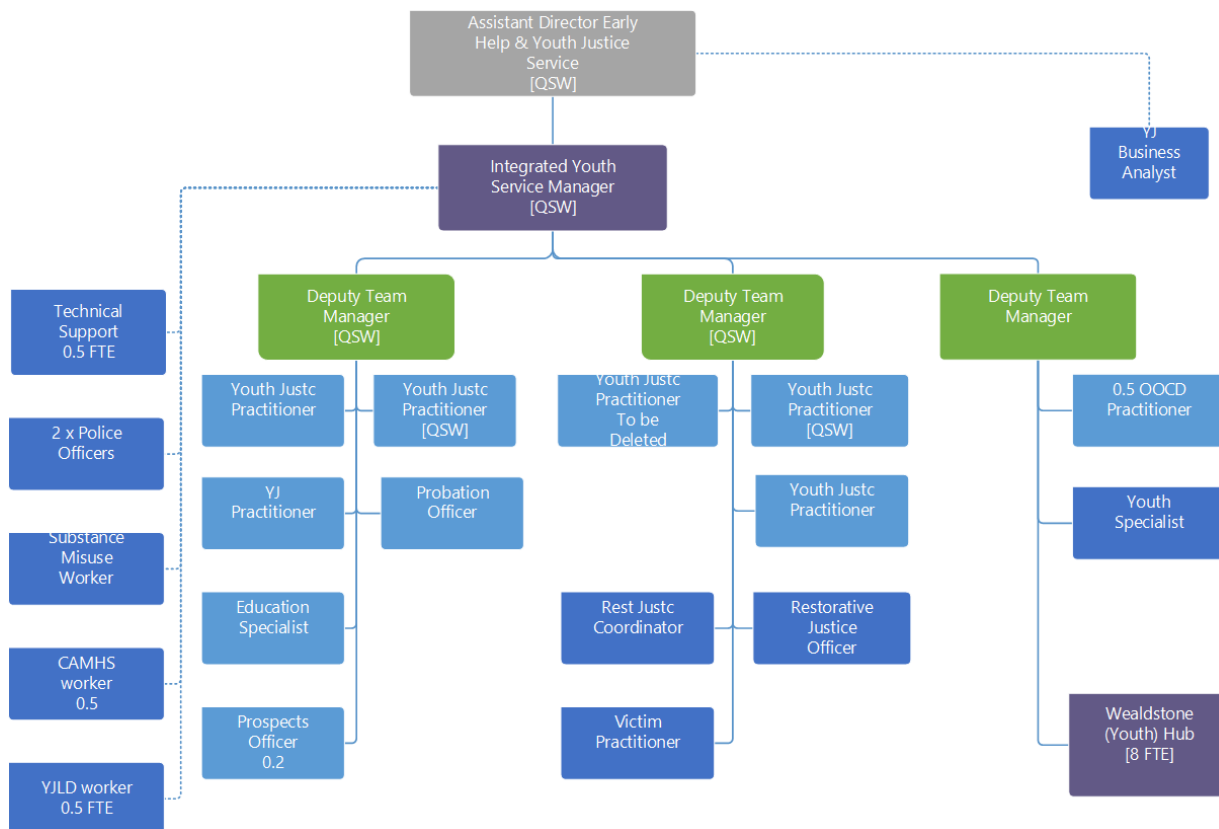 Assistant Director Early
Help & Youth Justice
Service
[QSW]
YJ
Business
Analyst
Integrated Youth
Service Manager
[QSW]
Technical
Support
0.5 FTE
2 x Police
Officers
Substance
Misuse
Worker
CAMHS
worker
0.5
YJLD worker
0.5 FTE
Deputy Team
Manager
[QSW]
Youth Justc
Practitioner
Youth Justc
Practitioner
[QSW]
YJ
Practitioner
Probation
Officer
Education
Specialist
Prospects
Officer
0.2
Deputy Team
Manager
[QSW]
Youth Justc
Practitioner
To be
Deleted
Youth Justc
Practitioner
[QSW]
Youth Justc
Practitioner
Rest Justc
Coordinator
Restorative
Justice
Officer
Victim
Practitioner
Deputy Team
Manager
0.5 OOCD
Practitioner
Youth
Specialist
Wealdstone
(Youth) Hub
[8 FTE]